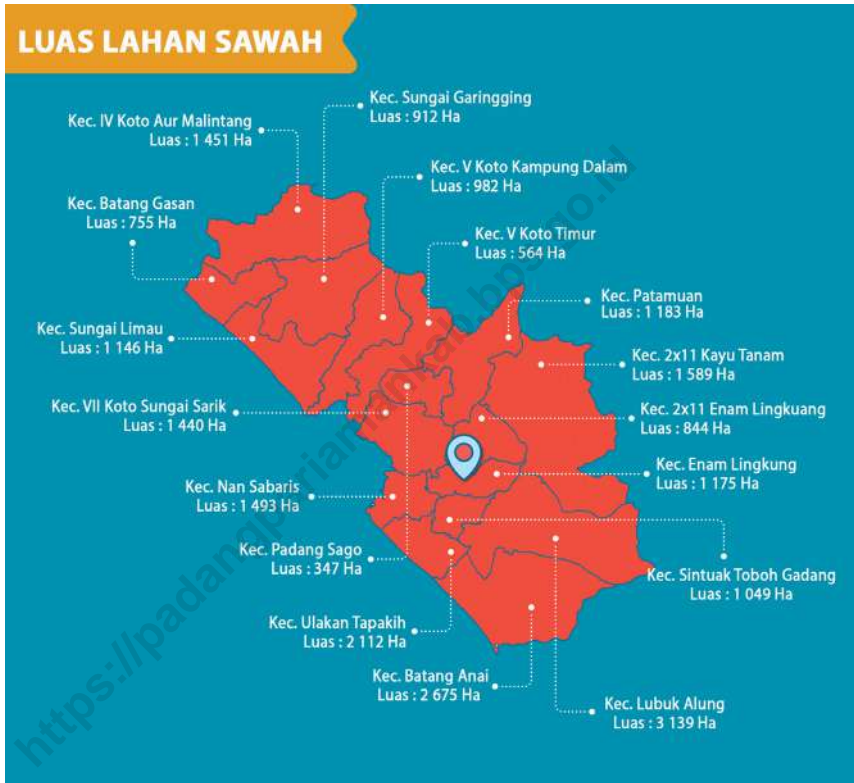 LUAS LAHAN SAWAH
Kec. Sungai Garingging
Luas : 912 Ha
Kec. IV Koto Aur Malintang
Luas : 1 451 Ha
Kec. V Koto Kampung Dalam
Luas : 982 Ha
Kec. Batang Gasan
Luas : 755 Ha
Kec. V Koto Timur
Luas : 564 Ha
Kec. Patamuan
Luas : 1 183 Ha
Kec. Sungai Limau
Luas : 1 146 Ha
Kec. 2x11 Kayu Tanam
Luas : 1 589 Ha
Kec. VII Koto Sungai Sarik
Luas : 1 440 Ha
Kec. 2x11 Enam Lingkuang
Luas : 844 Ha
Kec. Enam Lingkung
Luas : 1 175 Ha
Kec. Nan Sabaris
Luas : 1 493 Ha
Kec. Padang Sago
Luas : 347 Ha
Kec. Sintuak Toboh Gadang
Luas : 1 049 Ha
Kec. Ulakan Tapakih
Luas : 2 112 Ha
Kec. Batang Anai
Luas : 2 675 Ha
Kec. Lubuk Alung
Luas : 3 139 Ha
https://padangpariamankab.bps.go.id